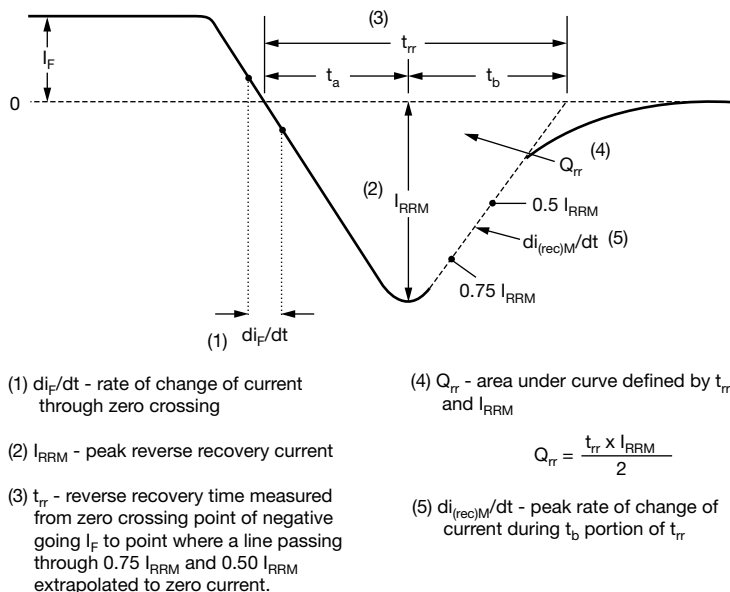 (3)
t_rr
I_F
t_a
t_b
0
(2) I_RRM
Q_rr (4)
0.5 I_RRM
di_(rec)M/dt (5)
0.75 I_RRM
(1) di_F/dt
(1) di_F/dt - rate of change of current
through zero crossing
(2) I_RRM - peak reverse recovery current
(3) t_rr - reverse recovery time measured
from zero crossing point of negative
going I_F to point where a line passing
through 0.75 I_RRM and 0.50 I_RRM
extrapolated to zero current.
(4) Q_rr - area under curve defined by t_rr
and I_RRM
t_rr x I_RRM
Q_rr =
2
(5) di_(rec)M/dt - peak rate of change of
current during t_b portion of t_rr